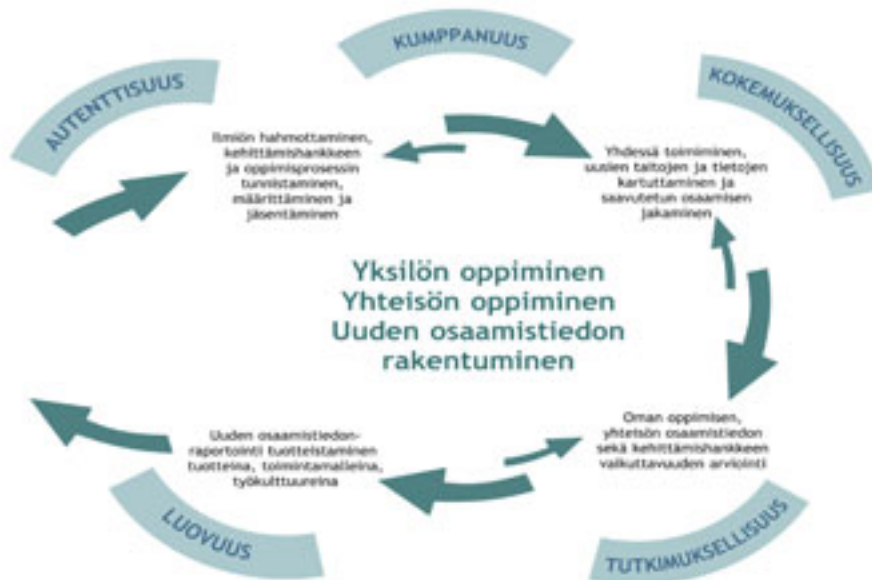 KUMPPANUUS
AUTENTTISUUS
KOKEMUKSELLISUUS
Ilmiön hahmottaminen,
kehittämishankkeen
ja oppimisprosessin
tunnistaminen,
määrittäminen ja
jäsentäminen
Yhdessä toimiminen,
uusien taitojen ja tietojen
kartuttaminen ja
saavutetun osaamisen
jakaminen
Yksilön oppiminen
Yhteisön oppiminen
Uuden osaamistiedon
rakentuminen
Uuden osaamistiedon-
raportointi tuotteistaminen
tuotteina, toimintamalleina,
työkulttuureina
Oman oppimisen,
yhteisön osaamistiedon
sekä kehittämishankkeen
vaikuttavuuden arviointi
LUOVUUS
TUTKIMUKSELLISUUS